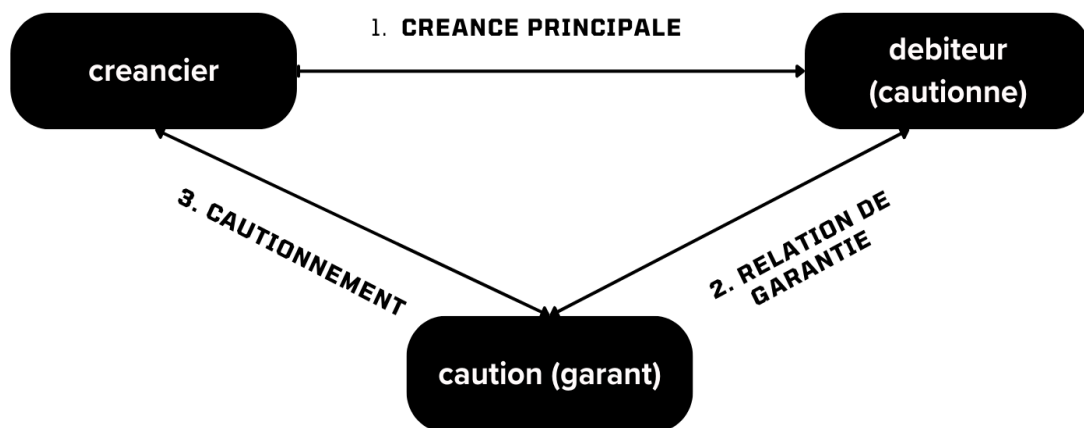 1. CREANCE PRINCIPALE
creancier
debiteur
(cautionne)
3. CAUTIONNEMENT
2. RELATION DE
GARANTIE
caution (garant)